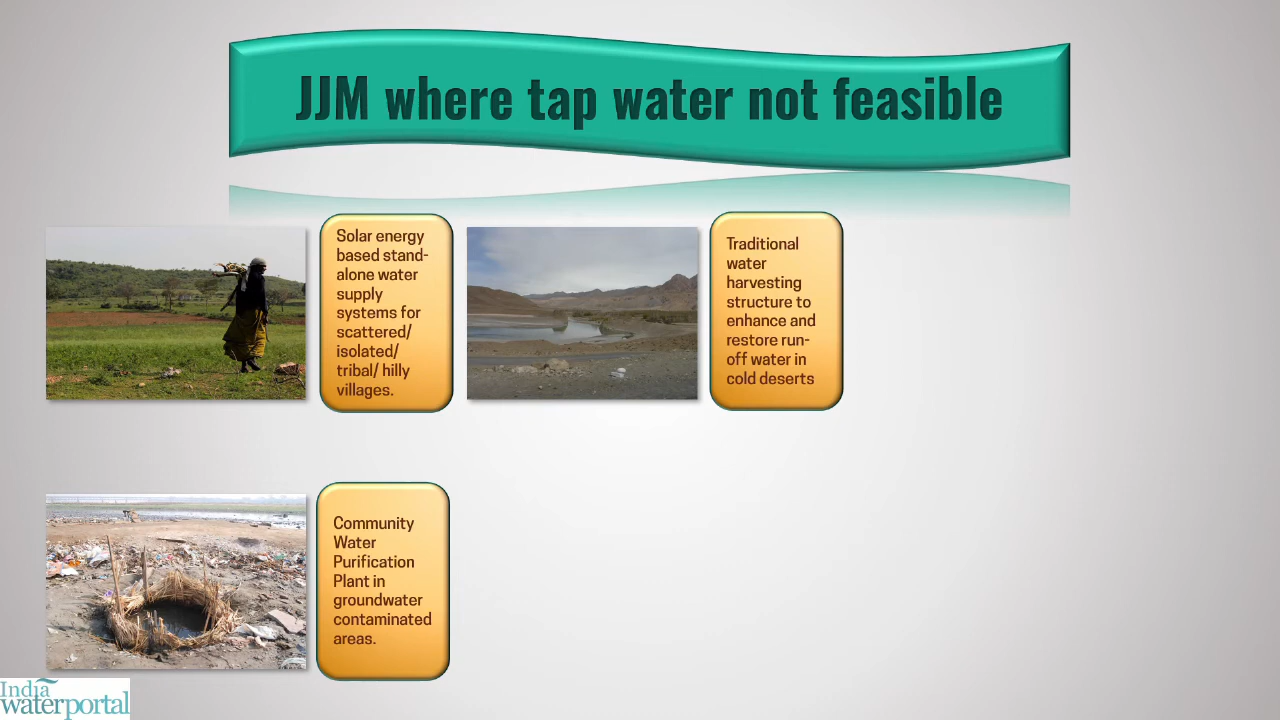 JJM where tap water not feasible
Solar energy
based stand-
alone water
supply
systems for
scattered/
isolated/
tribal/ hilly
villages.
Traditional
water
harvesting
structure to
enhance and
restore run-
off water in
cold deserts
Community
Water
Purification
Plant in
groundwater
contaminated
areas.
India
waterportal